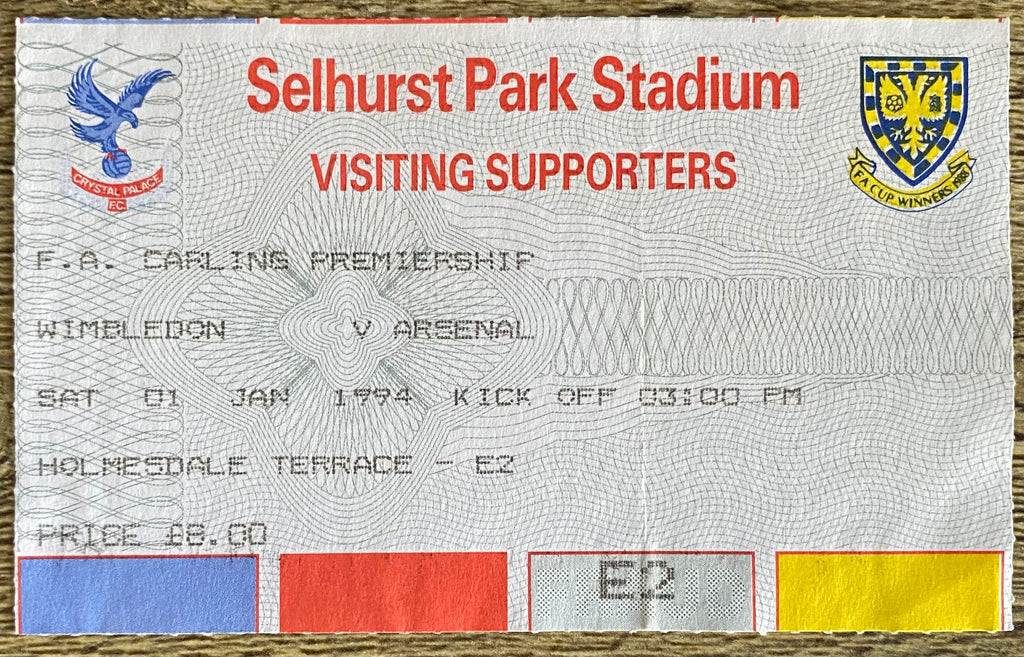 Selhurst Park Stadium
VISITING SUPPORTERS
CRYSTAL PALACE
F.C.
F.A. CUP WINNERS 1988
F.A. CARLING PREMIERSHIP
WIMBLEDON V ARSENAL
SAT 01 JAN 1994 KICK OFF 03:00 PM
HOLMESDALE TERRACE - E2
PRICE £8.00
E2